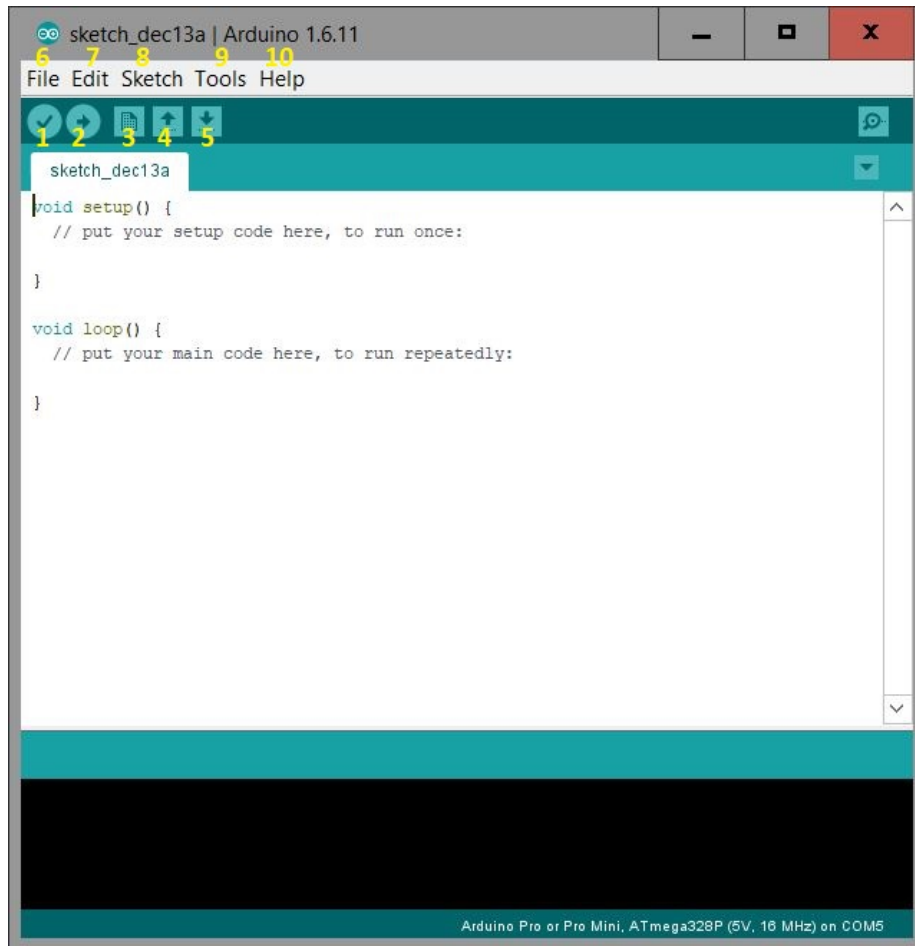 sketch_dec13a | Arduino 1.6.11
6 7 8 9 10
File Edit Sketch Tools Help
1 2 3 4 5
sketch_dec13a
void setup() {
// put your setup code here, to run once:
}
void loop() {
// put your main code here, to run repeatedly:
}
Arduino Pro or Pro Mini, ATmega328P (5V, 16 MHz) on COM5